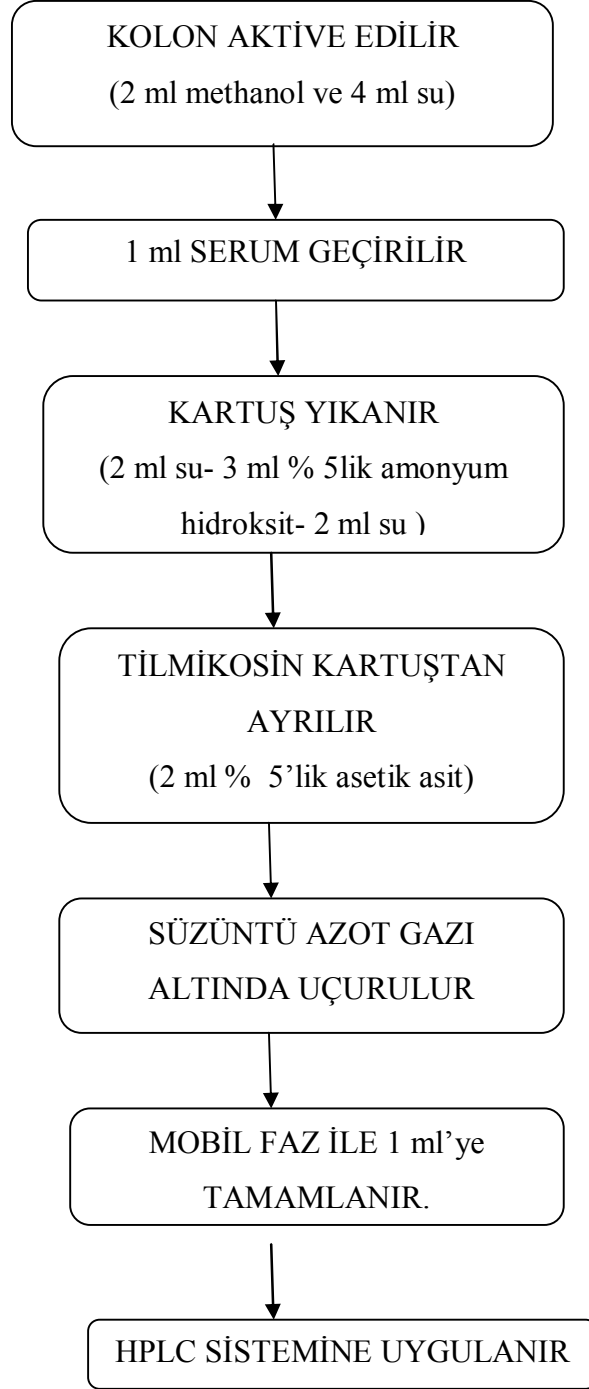 KOLON AKTİVE EDİLİR
(2 ml methanol ve 4 ml su)
1 ml SERUM GEÇİRİLİR
KARTUŞ YIKANIR
(2 ml su- 3 ml % 5lik amonyum
hidroksit- 2 ml su )
TİLMİKOSİN KARTUŞTAN
AYRILIR
(2 ml % 5’lik asetik asit)
SÜZÜNTÜ AZOT GAZI
ALTINDA UÇURULUR
MOBİL FAZ İLE 1 ml’ye
TAMAMLANIR.
HPLC SİSTEMİNE UYGULANIR